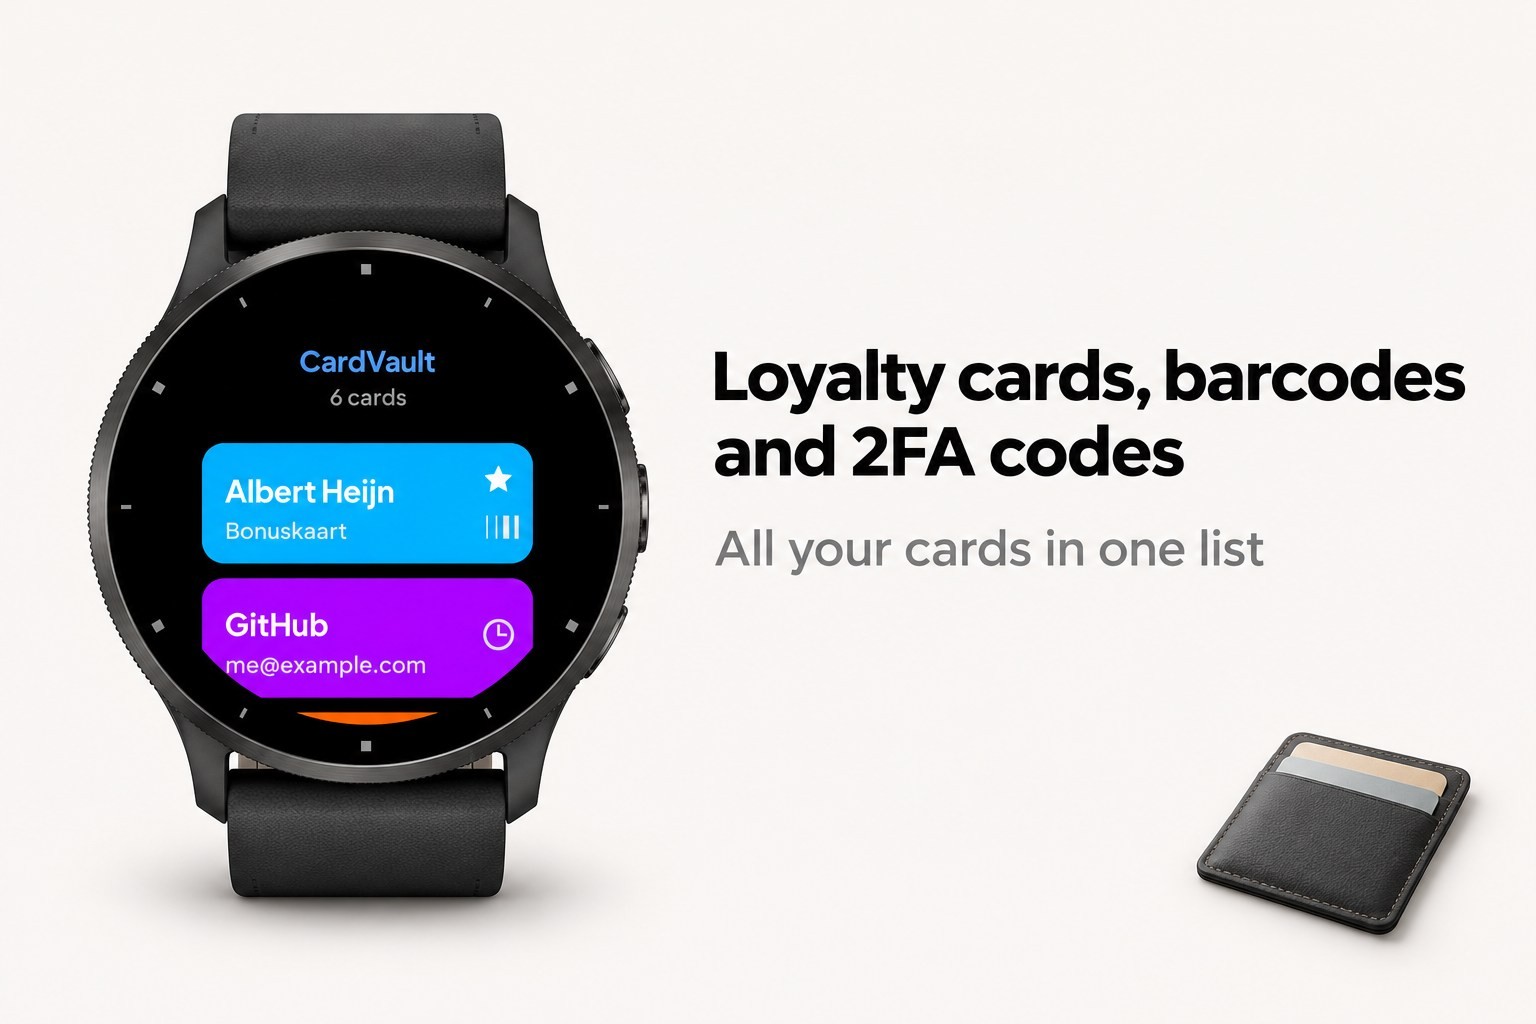 CardVault
6 cards
Albert Heijn
Bonuskaart
GitHub
me@example.com
Loyalty cards, barcodes
and 2FA codes
All your cards in one list